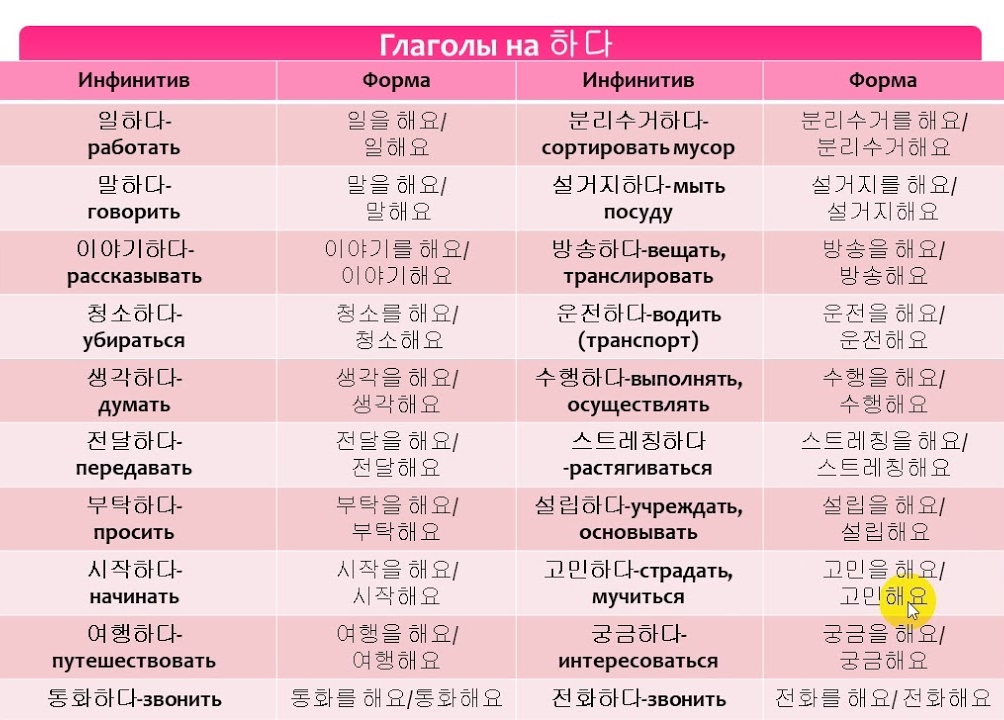 Глаголы на 하다
Инфинитив Форма Инфинитив Форма
일하다- 일을 해요/ 분리수거하다- 분리수거를 해요/
работать 일해요 сортировать мусор 분리수거해요
말하다- 말을 해요/ 설거지하다-мыть 설거지를 해요/
говорить 말해요 посуду 설거지해요
이야기하다- 이야기를 해요/ 방송하다-вещать, 방송을 해요/
рассказывать 이야기해요 транслировать 방송해요
청소하다- 청소를 해요/ 운전하다-водить 운전을 해요/
убираться 청소해요 (транспорт) 운전해요
생각하다- 생각을 해요/ 수행하다-выполнять, 수행을 해요/
думать 생각해요 осуществлять 수행해요
전달하다- 전달을 해요/ 스트레칭하다 스트레칭을 해요/
передавать 전달해요 -растягиваться 스트레칭해요
부탁하다- 부탁을 해요/ 설립하다-учреждать, 설립을 해요/
просить 부탁해요 основывать 설립해요
시작하다- 시작을 해요/ 고민하다-страдать, 고민을 해요/
начинать 시작해요 мучиться 고민해요
여행하다- 여행을 해요/ 궁금하다- 궁금을 해요/
путешествовать 여행해요 интересоваться 궁금해요
통화하다-звонить 통화를 해요/통화해요 전화하다-звонить 전화를 해요/ 전화해요